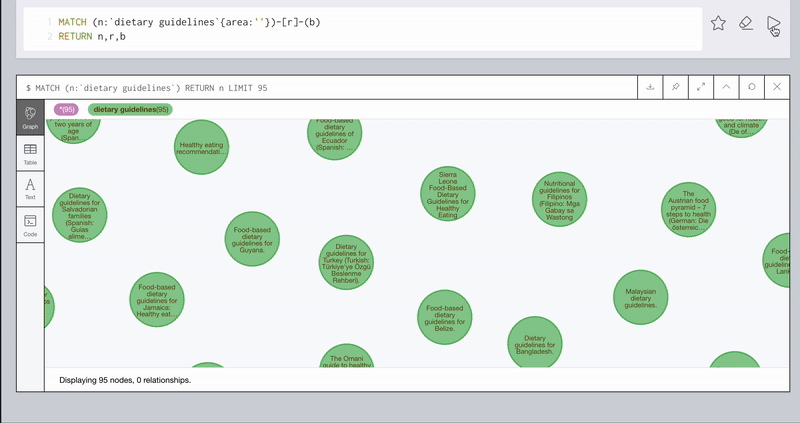 1 MATCH (n:`dietary guidelines`{area:''})-[r]-(b)
2 RETURN n,r,b
$ MATCH (n:`dietary guidelines`) RETURN n LIMIT 95
*(95) dietary guidelines(95)
Graph
Table
Text
Code
two years of
age
(Span...
Healthy eating
recommendati...
Food-based
dietary
guidelines of
Ecuador
(Spanish: ...
and climate
(De of...
Dietary
guidelines for
Salvadorian
families
(Spanish:
Guías
alime...
Food-based
dietary
guidelines for
Guyana.
Dietary
guidelines for
Turkey (Turkish:
Türkiye'ye Özgü
Beslenme
Rehberi).
Sierra
Leone
Food-Based
Dietary
Guidelines for
Healthy
Eating
Nutritional
guidelines for
Filipinos
(Filipino: Mga
Gabay sa
Wastong
The
Austrian food
pyramid – 7
steps to health
(German: Die
österreic...
Food-based
dietary
guidelines for
Jamaica:
Healthy eat...
Food-based
dietary
guidelines for
Belize.
Malaysian
dietary
guidelines.
Dietary
guidelines for
Bangladesh.
The Omani
guide to healthy
Displaying 95 nodes, 0 relationships.